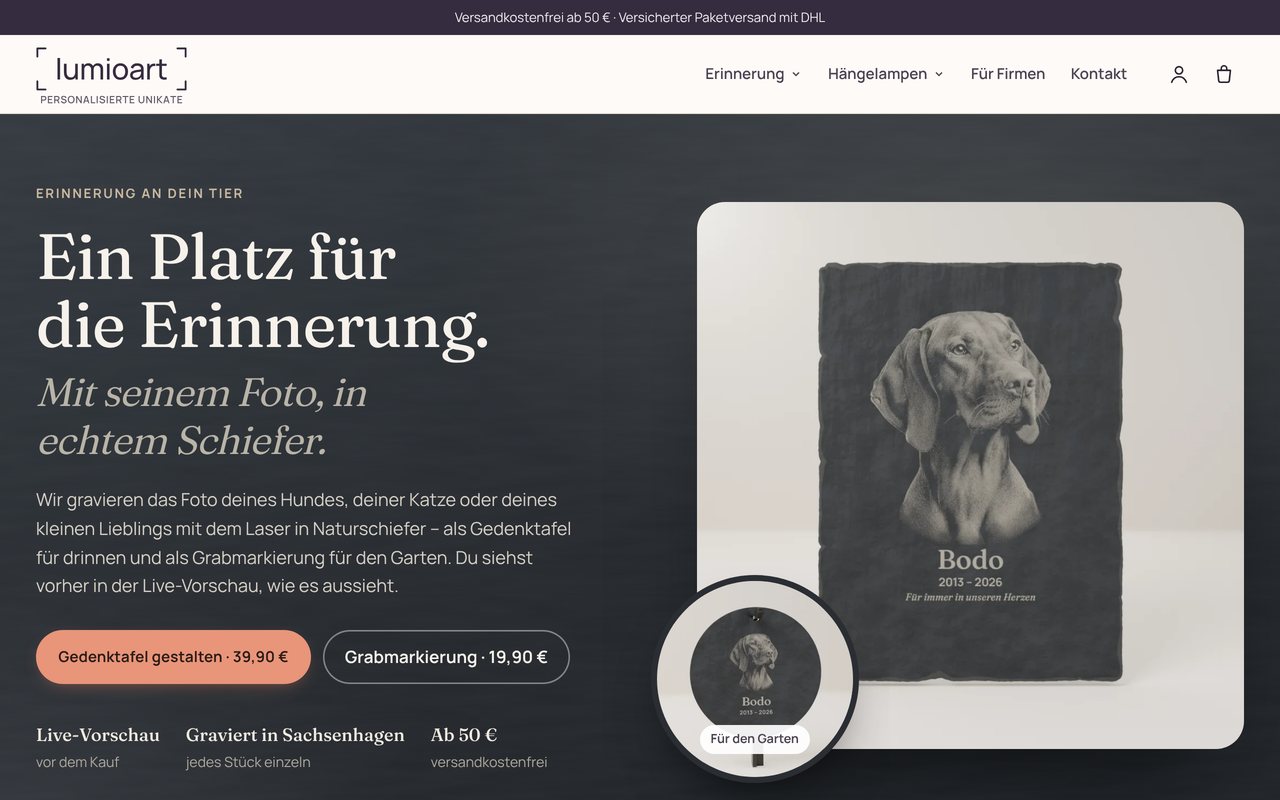 Versandkostenfrei ab 50 € · Versicherter Paketversand mit DHL
lumioart
PERSONALISIERTE UNIKATE
Erinnerung
Hängelampen
Für Firmen
Kontakt
ERINNERUNG AN DEIN TIER
Ein Platz für
die Erinnerung.
Mit seinem Foto, in
echtem Schiefer.
Wir gravieren das Foto deines Hundes, deiner Katze oder deines
kleinen Lieblings mit dem Laser in Naturschiefer – als Gedenktafel
für drinnen und als Grabmarkierung für den Garten. Du siehst
vorher in der Live-Vorschau, wie es aussieht.
Gedenktafel gestalten · 39,90 €
Grabmarkierung · 19,90 €
Live-Vorschau
vor dem Kauf
Graviert in Sachsenhagen
jedes Stück einzeln
Ab 50 €
versandkostenfrei
Bodo
2013 – 2026
Für immer in unseren Herzen
Bodo
2013 – 2026
Für den Garten